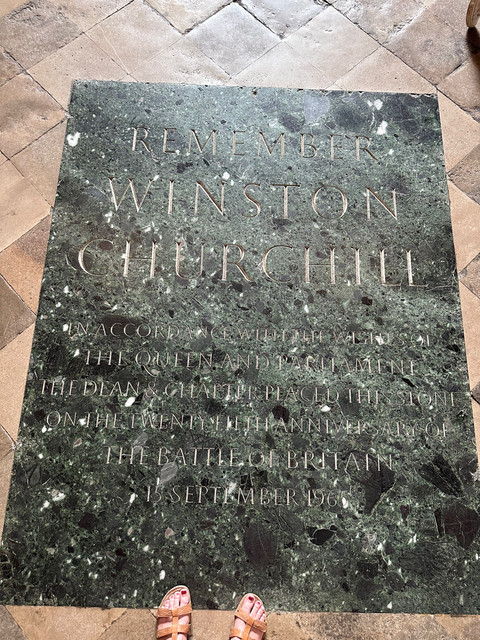 REMEMBER
WINSTON
CHURCHILL
IN ACCORDANCE WITH THE WISHES OF
THE QUEEN AND PARLIAMENT
THE DEAN & CHAPTER PLACED THIS STONE
ON THE TWENTY FIFTH ANNIVERSARY OF
THE BATTLE OF BRITAIN
15 SEPTEMBER 1965